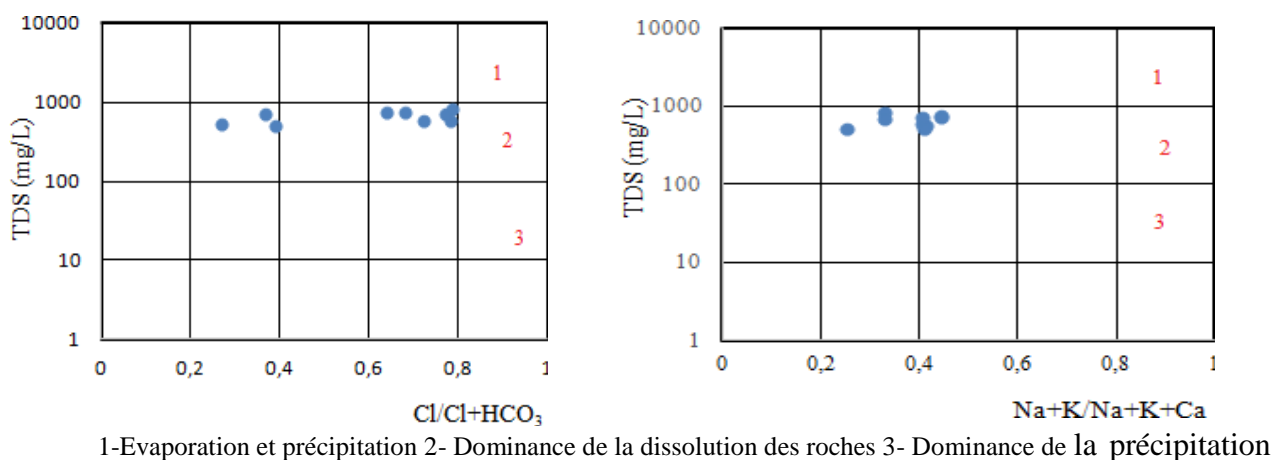 10000
1000
100
10
1
TDS (mg/L)
0 0,2 0,4 0,6 0,8 1
Cl/Cl+HCO₃
1
2
3
10000
1000
100
10
1
TDS (mg/L)
0 0,2 0,4 0,6 0,8 1
Na+K/Na+K+Ca
1
2
3
1-Evaporation et précipitation 2- Dominance de la dissolution des roches 3- Dominance de la précipitation